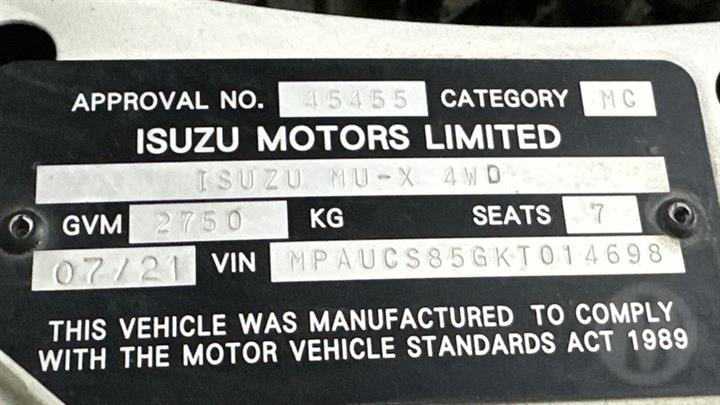 APPROVAL NO. 45455 CATEGORY MC
ISUZU MOTORS LIMITED
ISUZU MU-X 4WD
GVM 2750 KG SEATS 7
07/21 VIN MPAUCS85GKT014698
THIS VEHICLE WAS MANUFACTURED TO COMPLY
WITH THE MOTOR VEHICLE STANDARDS ACT 1989